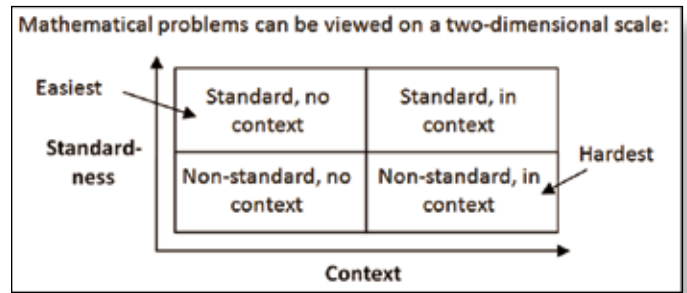 Mathematical problems can be viewed on a two-dimensional scale:
Easiest
Standard, no
context
Standard, in
context
Standard-
ness
Hardest
Non-standard, no
context
Non-standard, in
context
Context